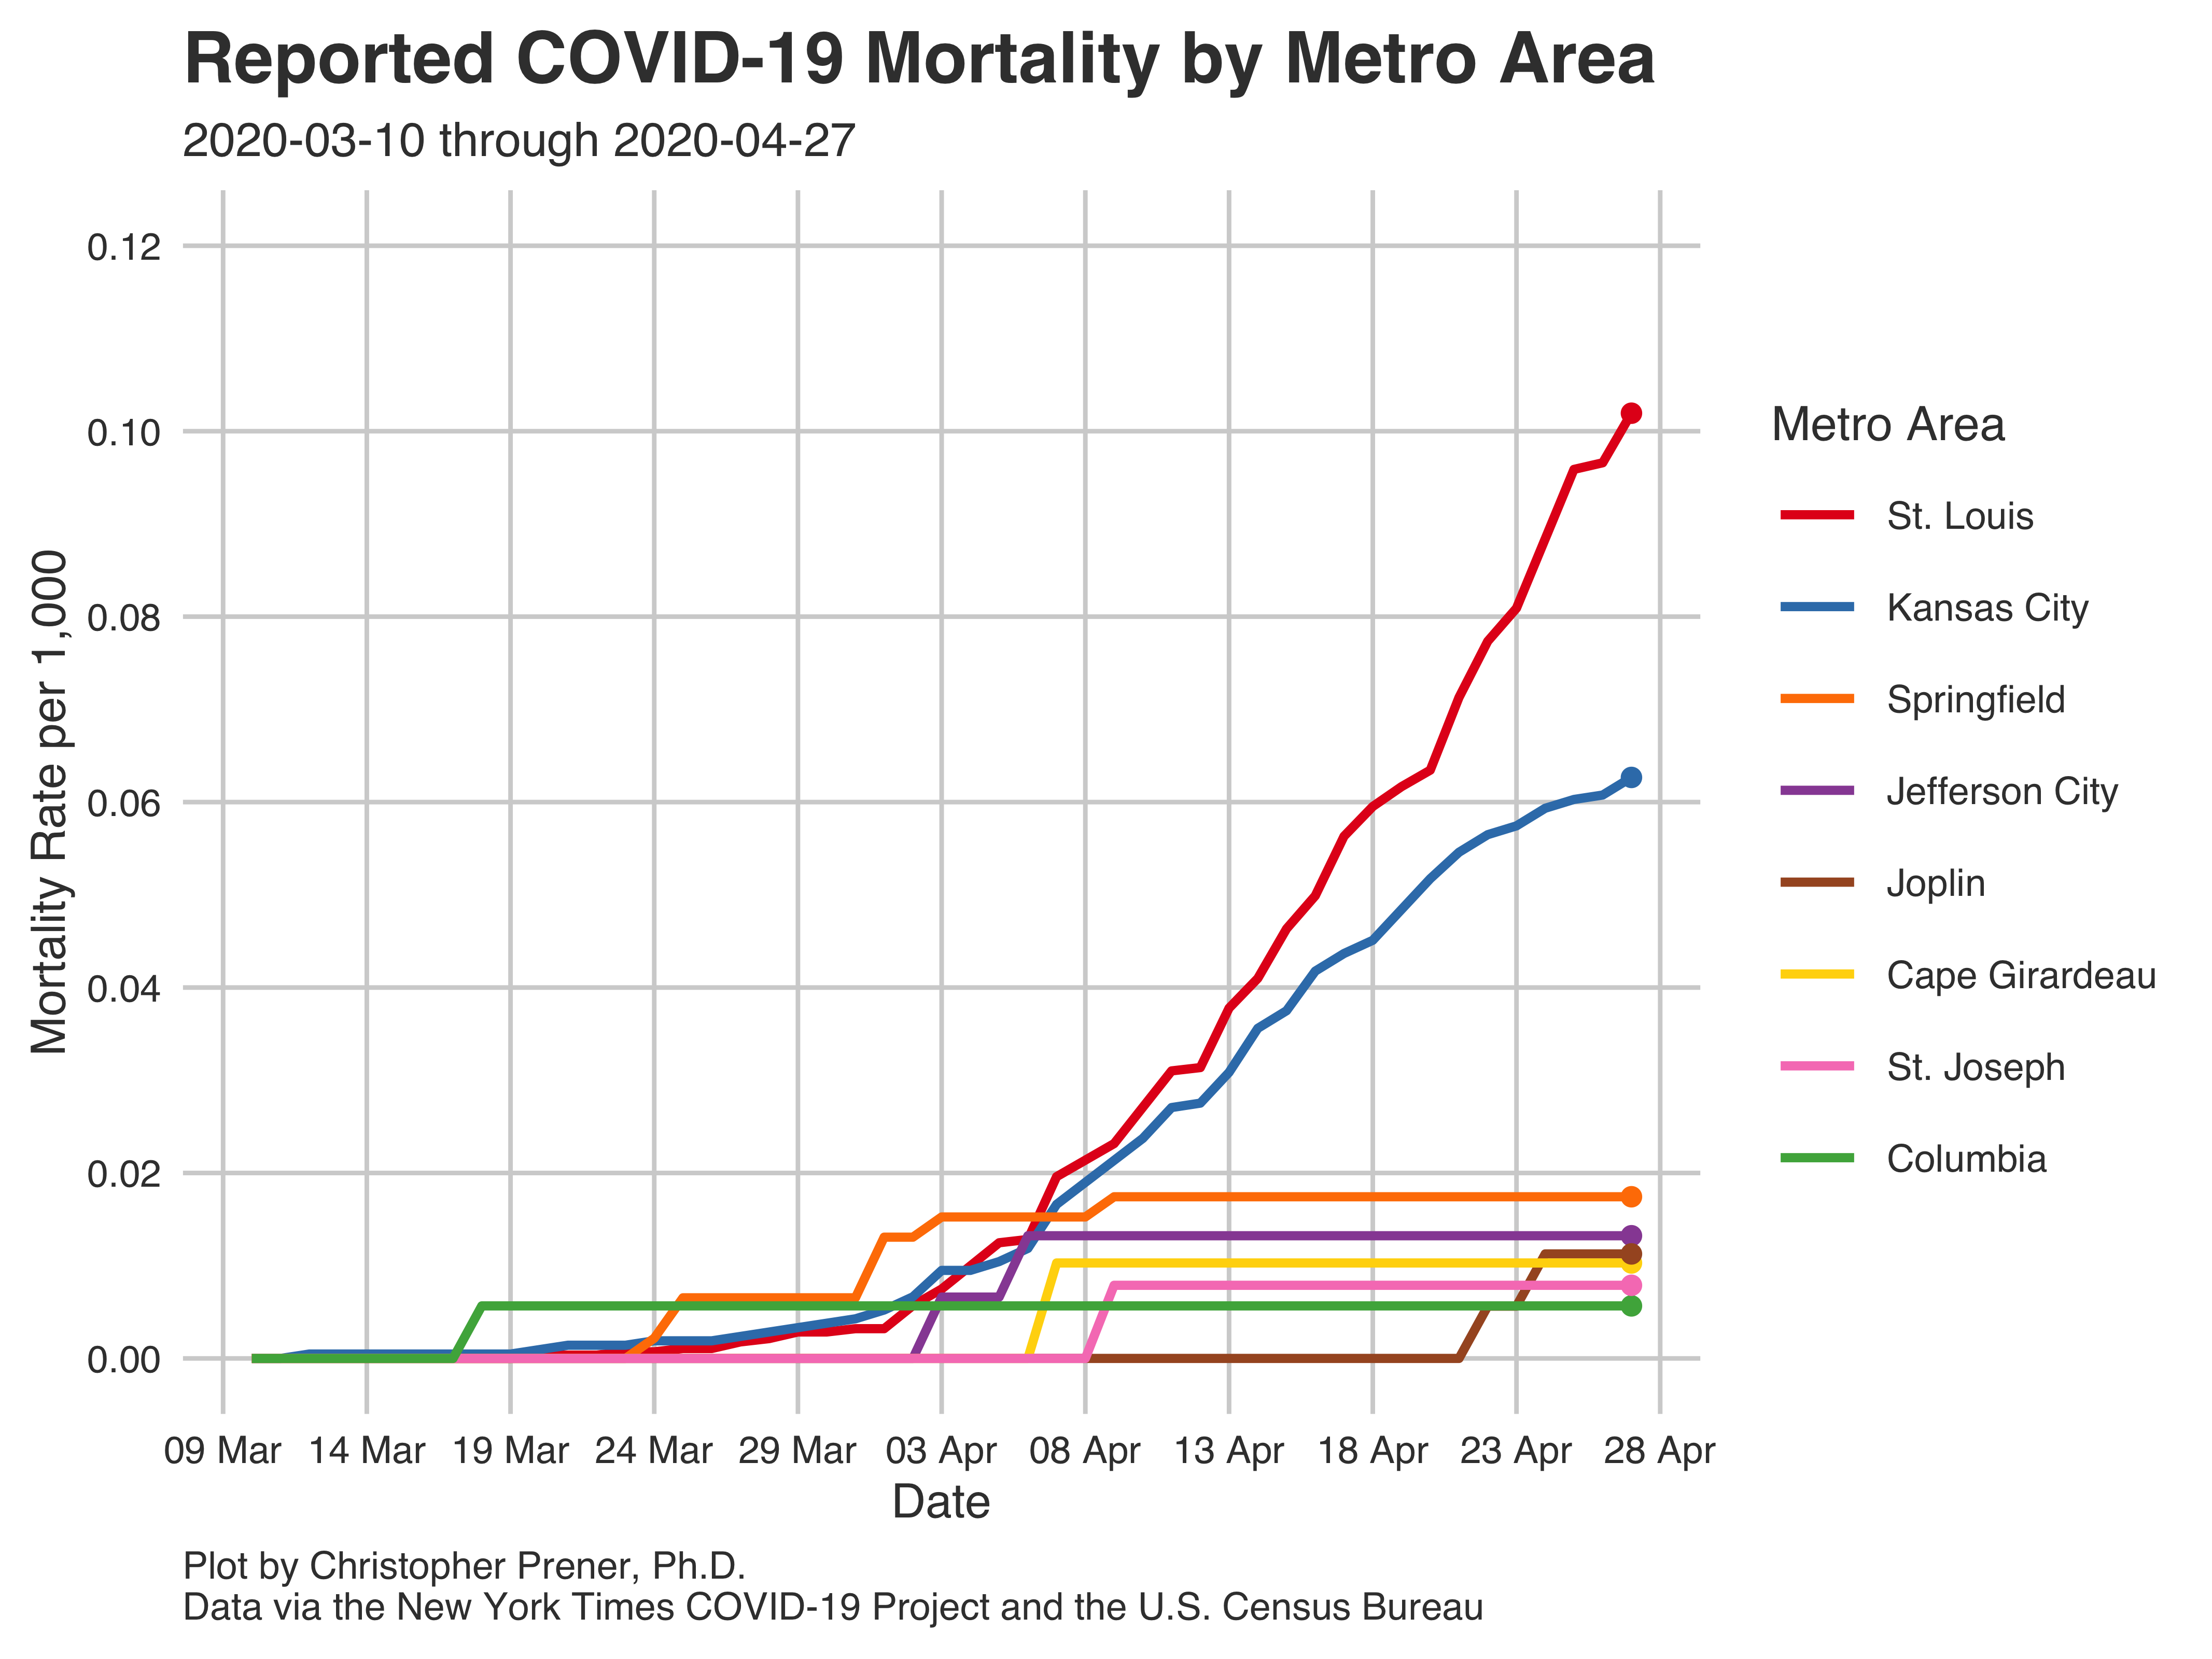 Reported COVID-19 Mortality by Metro Area
2020-03-10 through 2020-04-27
Mortality Rate per 1,000
0.12
0.10
0.08
0.06
0.04
0.02
0.00
09 Mar 14 Mar 19 Mar 24 Mar 29 Mar 03 Apr 08 Apr 13 Apr 18 Apr 23 Apr 28 Apr
Date
Metro Area
St. Louis
Kansas City
Springfield
Jefferson City
Joplin
Cape Girardeau
St. Joseph
Columbia
Plot by Christopher Prener, Ph.D.
Data via the New York Times COVID-19 Project and the U.S. Census Bureau